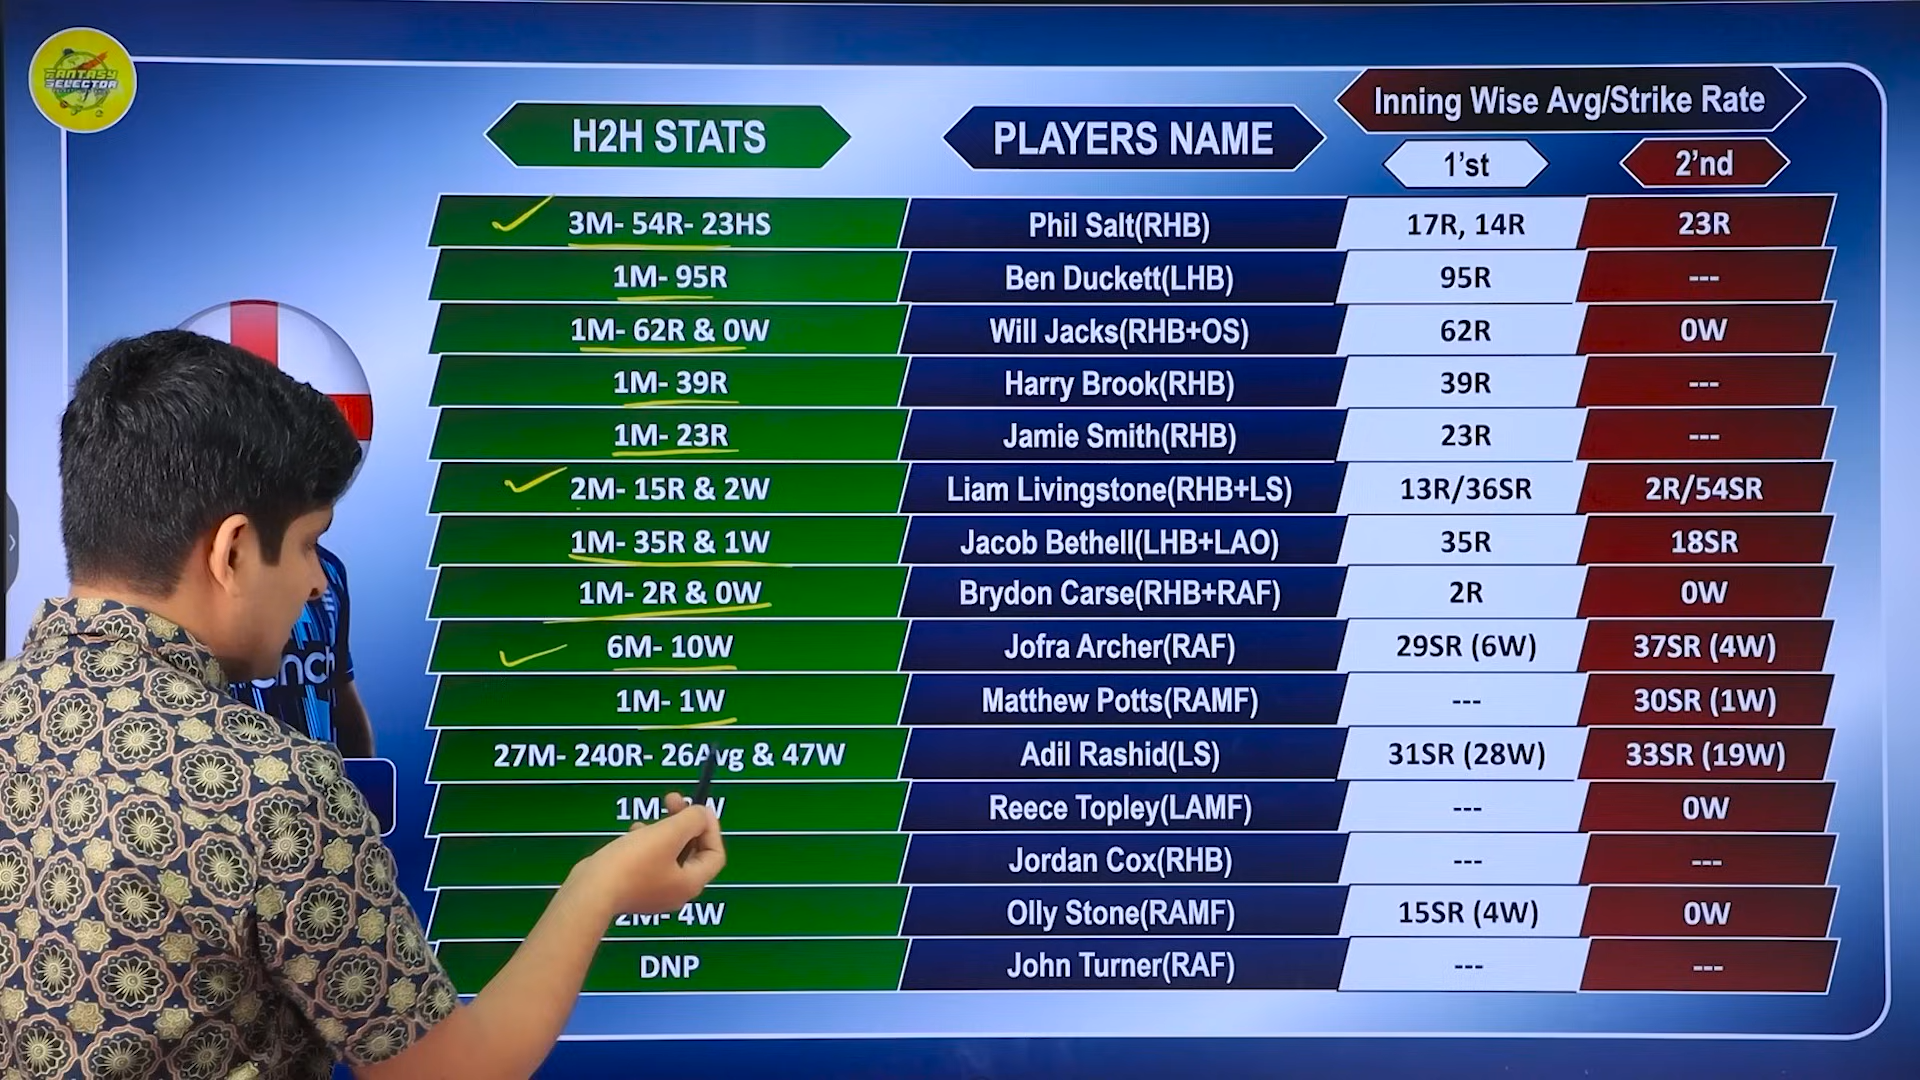 FANTASY
SELECTOR
H2H STATS
PLAYERS NAME
Inning Wise Avg/Strike Rate
1'st
2'nd
3M- 54R- 23HS Phil Salt(RHB) 17R, 14R 23R
1M- 95R Ben Duckett(LHB) 95R ---
1M- 62R & 0W Will Jacks(RHB+OS) 62R 0W
1M- 39R Harry Brook(RHB) 39R ---
1M- 23R Jamie Smith(RHB) 23R ---
2M- 15R & 2W Liam Livingstone(RHB+LS) 13R/36SR 2R/54SR
1M- 35R & 1W Jacob Bethell(LHB+LAO) 35R 18SR
1M- 2R & 0W Brydon Carse(RHB+RAF) 2R 0W
6M- 10W Jofra Archer(RAF) 29SR (6W) 37SR (4W)
1M- 1W Matthew Potts(RAMF) --- 30SR (1W)
27M- 240R- 26Avg & 47W Adil Rashid(LS) 31SR (28W) 33SR (19W)
1M- Reece Topley(LAMF) --- 0W
Jordan Cox(RHB) --- ---
2M- 4W Olly Stone(RAMF) 15SR (4W) 0W
DNP John Turner(RAF) --- ---